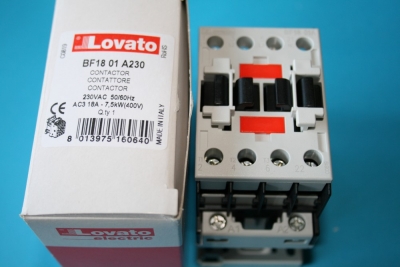 Lovato
BF18 01 A230
CONTACTOR
CONTATTORE
CONTACTOR
230VAC 50/60Hz
AC3 18A - 7,5kW(400V)
Q.ty 1
CE
MADE IN ITALY
8 013975 160640
Lovato
electric